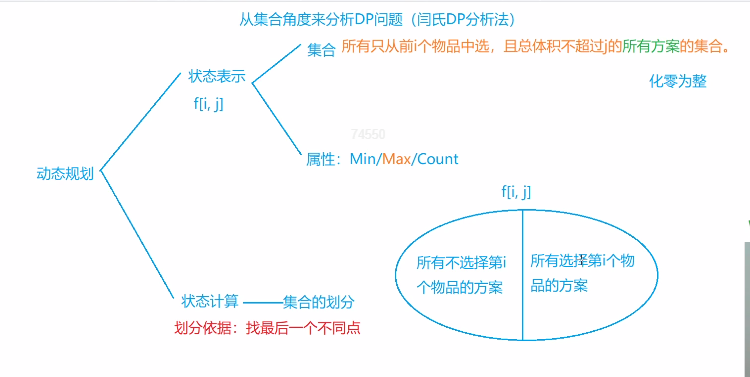 从集合角度来分析DP问题（闫氏DP分析法）
集合 所有只从前i个物品中选，且总体积不超过j的所有方案的集合。
状态表示
化零为整
f[i, j]
74550
属性：Min/Max/Count
动态规划
f[i, j]
所有不选择第i
个物品的方案
所有选择第i个物
品的方案
状态计算
集合的划分
划分依据：找最后一个不同点